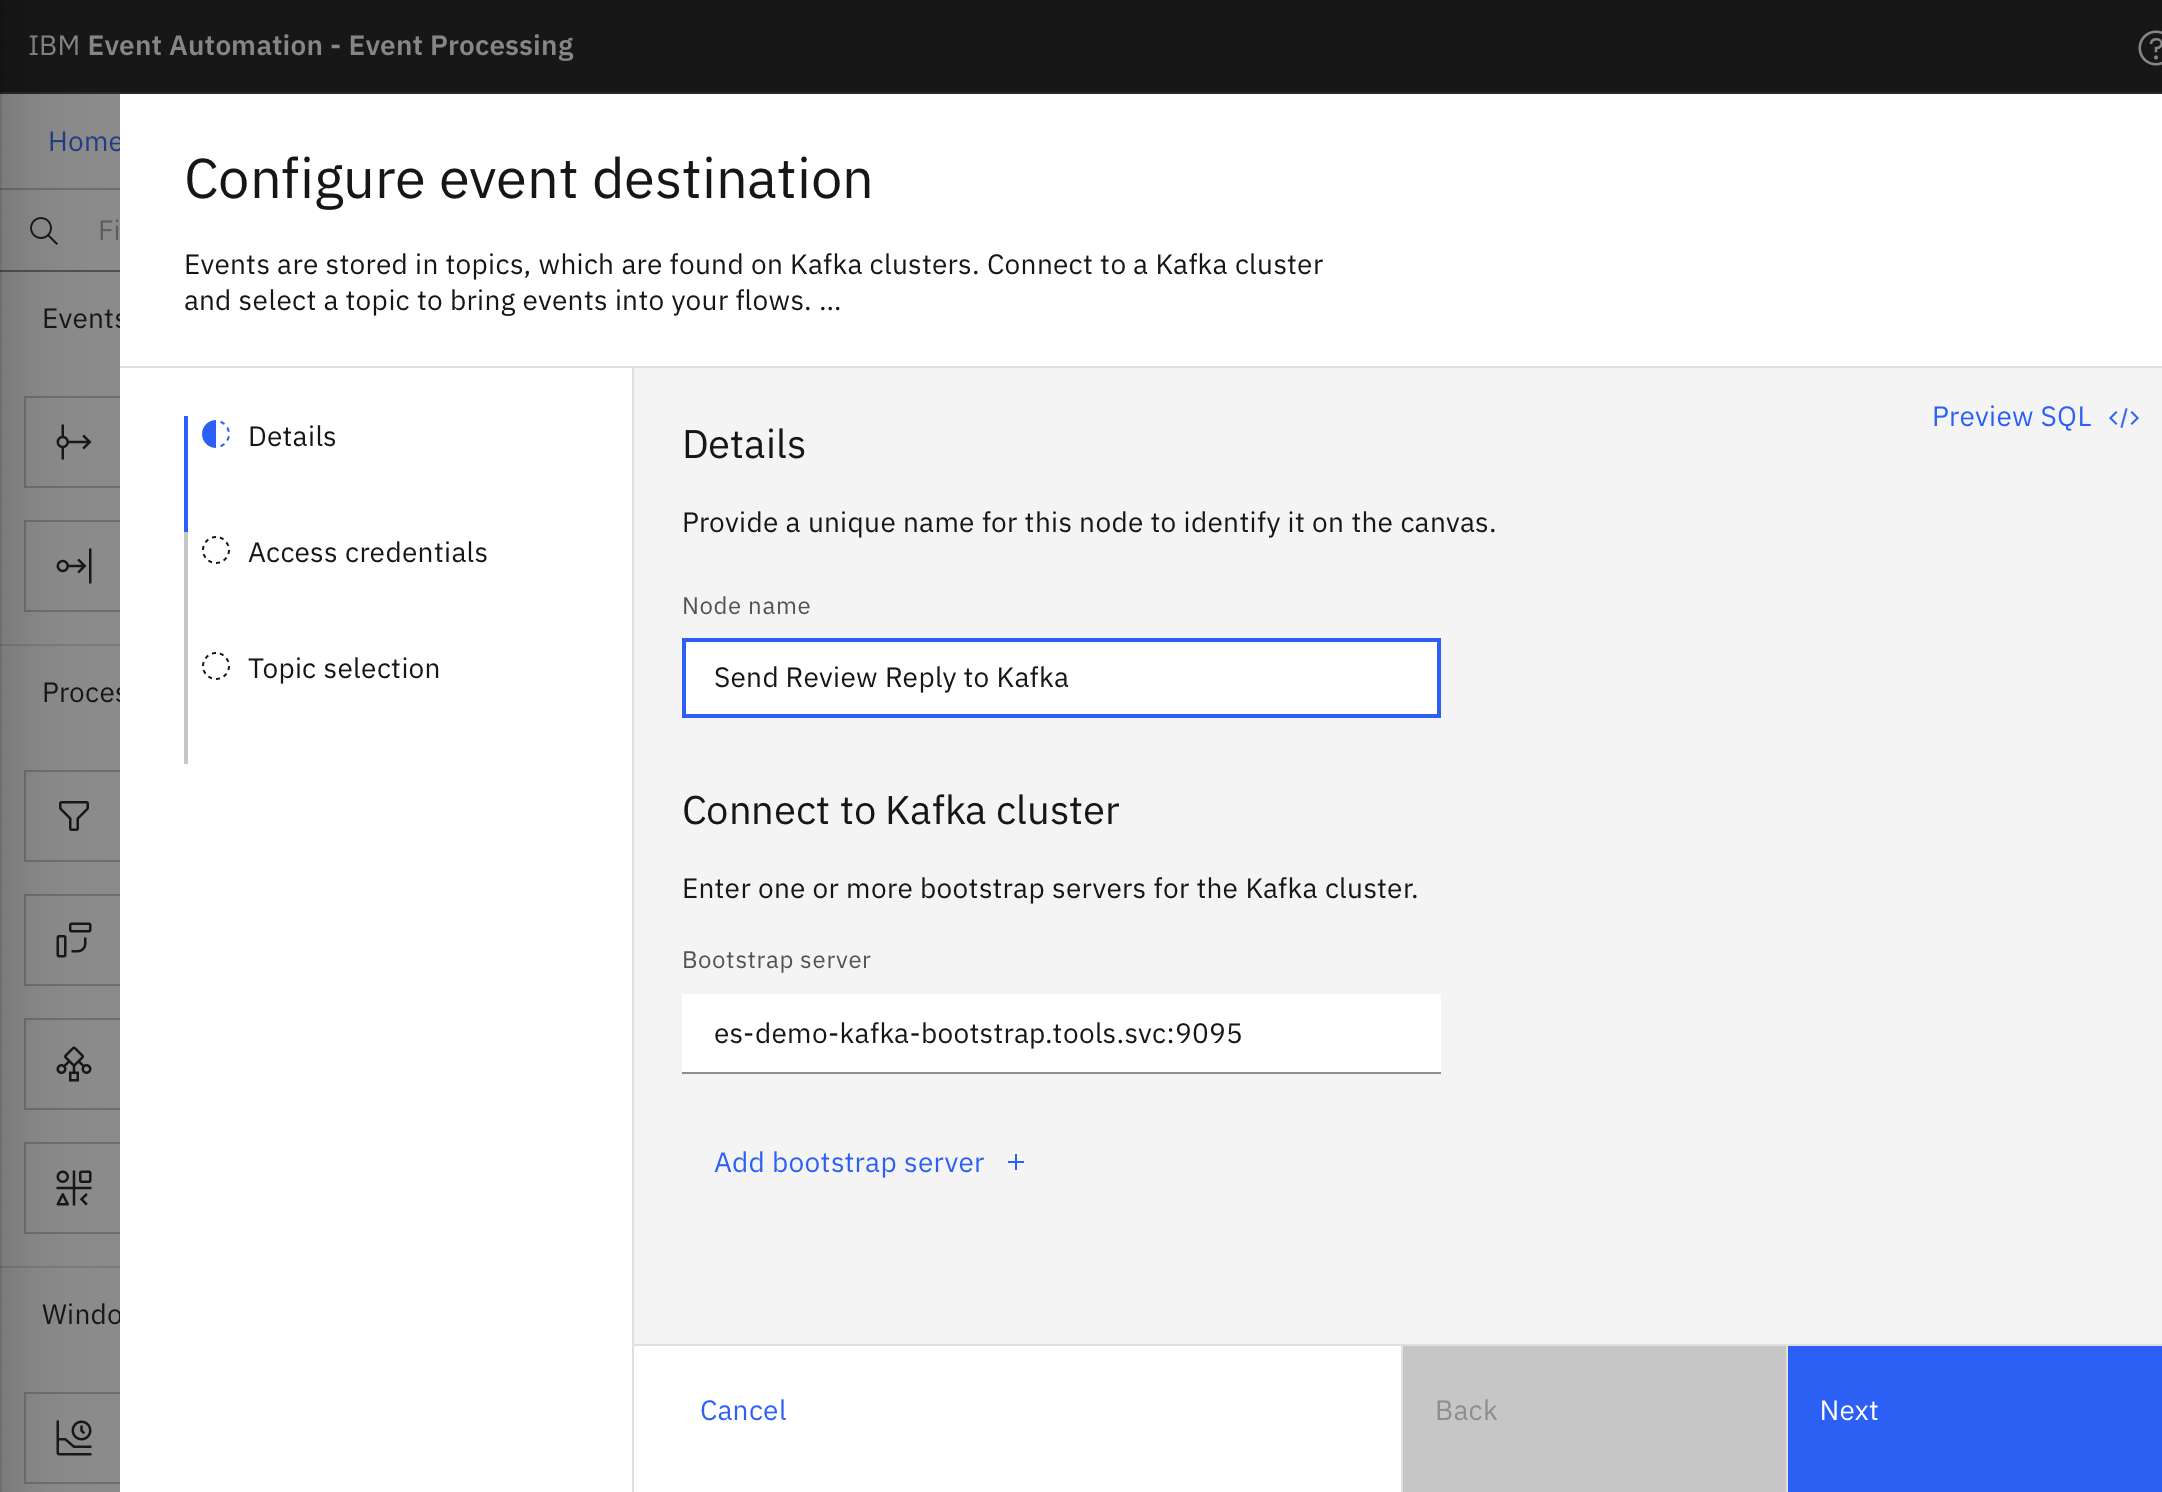 IBM Event Automation - Event Processing
Home
Configure event destination
Events are stored in topics, which are found on Kafka clusters. Connect to a Kafka cluster
and select a topic to bring events into your flows. ...
Fi
Events
Proces
Windo
Details
Access credentials
Topic selection
Preview SQL </>
Details
Provide a unique name for this node to identify it on the canvas.
Node name
Send Review Reply to Kafka
Connect to Kafka cluster
Enter one or more bootstrap servers for the Kafka cluster.
Bootstrap server
es-demo-kafka-bootstrap.tools.svc:9095
Add bootstrap server +
Cancel
Back
Next